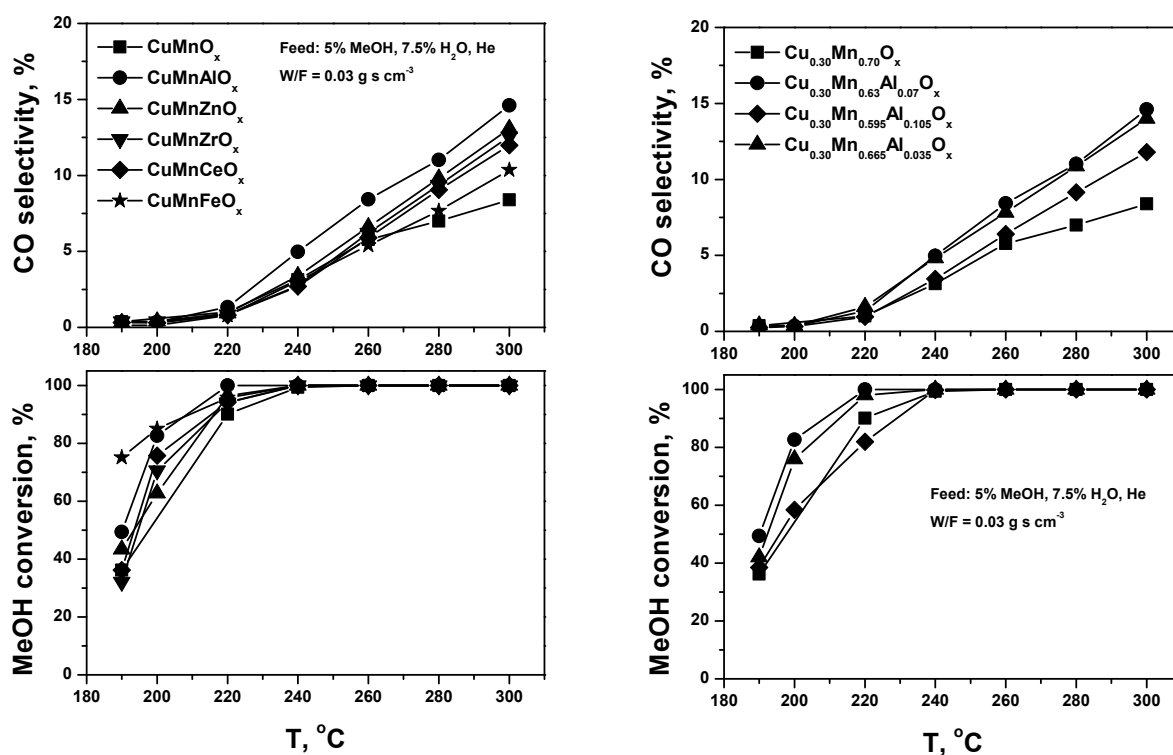 20
15
10
5
0
CO selectivity, %
CuMnOx
CuMnAlOx
CuMnZnOx
CuMnZrOx
CuMnCeOx
CuMnFeOx
Feed: 5% MeOH, 7.5% H2O, He
W/F = 0.03 g s cm-3
180 200 220 240 260 280 300
100
80
60
40
20
0
MeOH conversion, %
180 200 220 240 260 280 300
T, oC
20
15
10
5
0
CO selectivity, %
Cu0.30Mn0.70Ox
Cu0.30Mn0.63Al0.07Ox
Cu0.30Mn0.595Al0.105Ox
Cu0.30Mn0.665Al0.035Ox
180 200 220 240 260 280 300
100
80
60
40
20
0
MeOH conversion, %
Feed: 5% MeOH, 7.5% H2O, He
W/F = 0.03 g s cm-3
180 200 220 240 260 280 300
T, oC